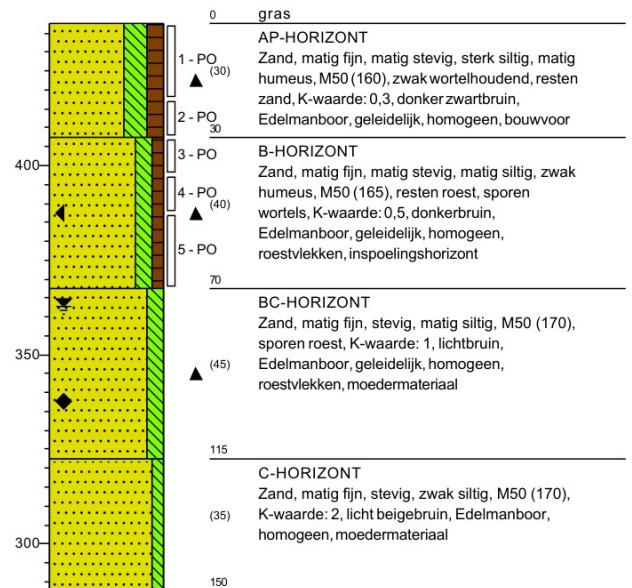 0 gras
AP-HORIZONT
1 - PO Zand, matig fijn, matig stevig, sterk siltig, matig
(30) humeus, M50 (160), zwak wortelhoudend, resten
zand, K-waarde: 0,3, donker zwartbruin,
2 - PO Edelmanboor, geleidelijk, homogeen, bouwvoor
30
3 - PO B-HORIZONT
400 Zand, matig fijn, matig stevig, matig siltig, zwak
4 - PO humeus, M50 (165), resten roest, sporen
(40) wortels, K-waarde: 0,5, donkerbruin,
Edelmanboor, geleidelijk, homogeen,
5 - PO roestvlekken, inspoelingshorizont
70
BC-HORIZONT
Zand, matig fijn, stevig, matig siltig, M50 (170),
sporen roest, K-waarde: 1, lichtbruin,
350 (45) Edelmanboor, geleidelijk, homogeen,
roestvlekken, moedermateriaal
115
C-HORIZONT
Zand, matig fijn, stevig, zwak siltig, M50 (170),
(35) K-waarde: 2, licht beigebruin, Edelmanboor,
300 homogeen, moedermateriaal
150